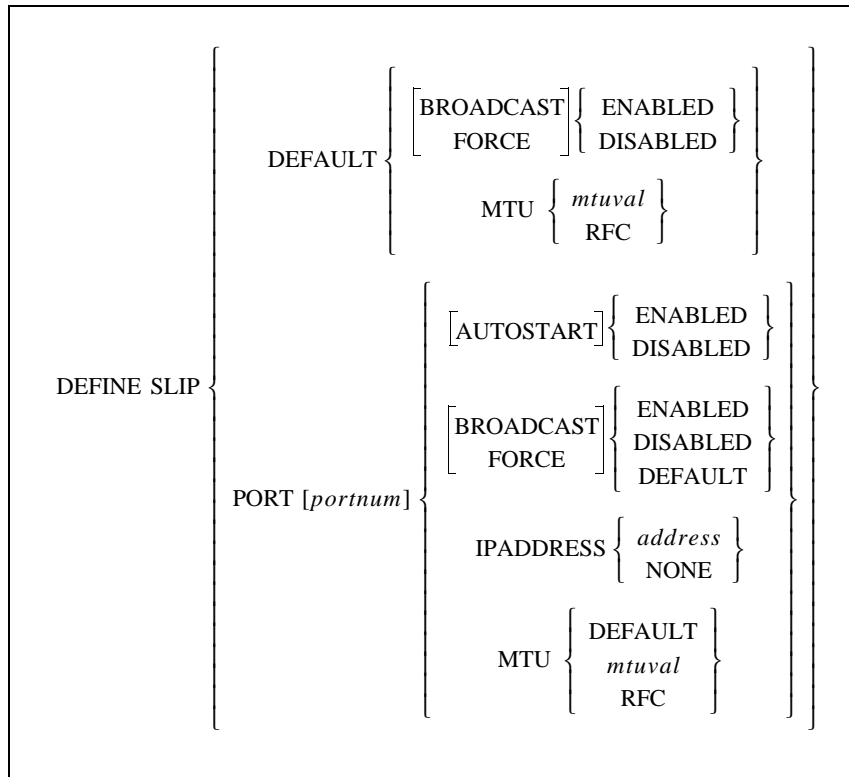 BROADCAST ENABLED
FORCE DISABLED
DEFAULT
MTU mtuval
RFC
[AUTOSTART] ENABLED
DISABLED
DEFINE SLIP
BROADCAST ENABLED
FORCE DISABLED
DEFAULT
PORT [portnum]
IPADDRESS address
NONE
MTU DEFAULT
mtuval
RFC